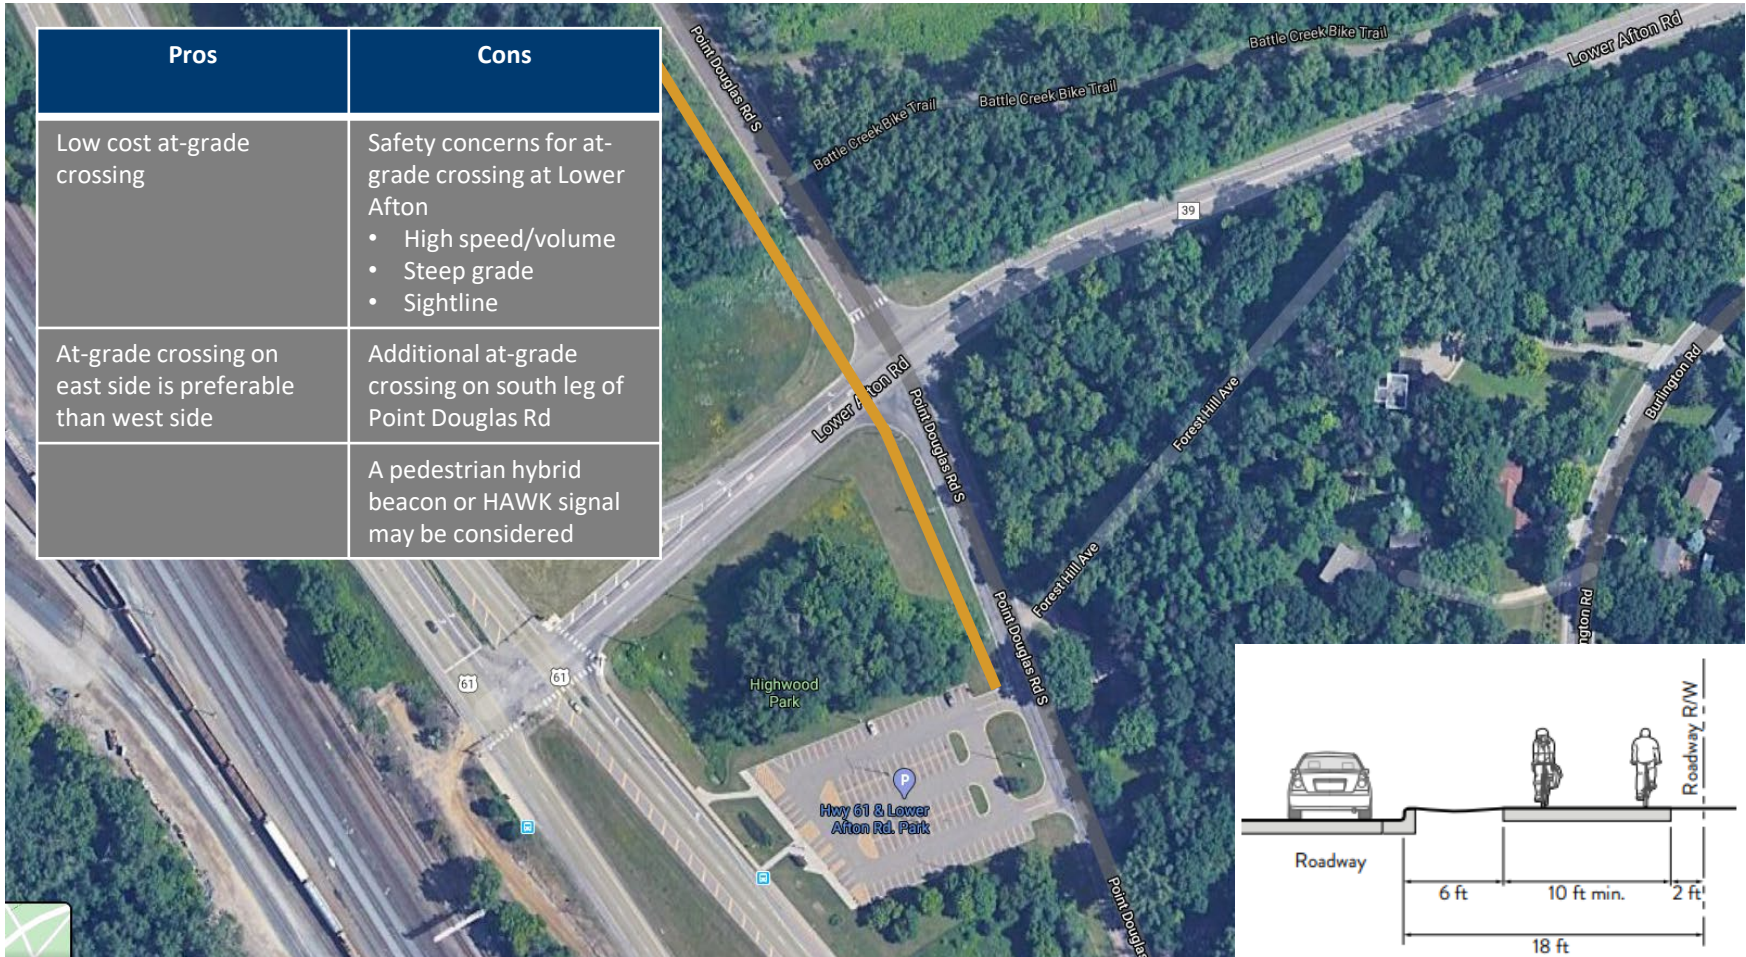 Pros
Cons
Low cost at-grade
crossing
Safety concerns for at-
grade crossing at Lower
Afton
• High speed/volume
• Steep grade
• Sightline
At-grade crossing on
east side is preferable
than west side
Additional at-grade
crossing on south leg of
Point Douglas Rd
A pedestrian hybrid
beacon or HAWK signal
may be considered
Point Douglas Rd S
Battle Creek Bike Trail
Battle Creek Bike Trail
Battle Creek Bike Trail
Lower Afton Rd
39
Lower Afton Rd
Point Douglas Rd S
Forest Hill Ave
Burlington Rd
Forest Hill Ave
Point Douglas Rd S
ngton Rd
61
61
Highwood
Park
P
Hwy 61 & Lower
Afton Rd. Park
Point Douglas
Roadway R/W
Roadway
6 ft
10 ft min.
2 ft
18 ft